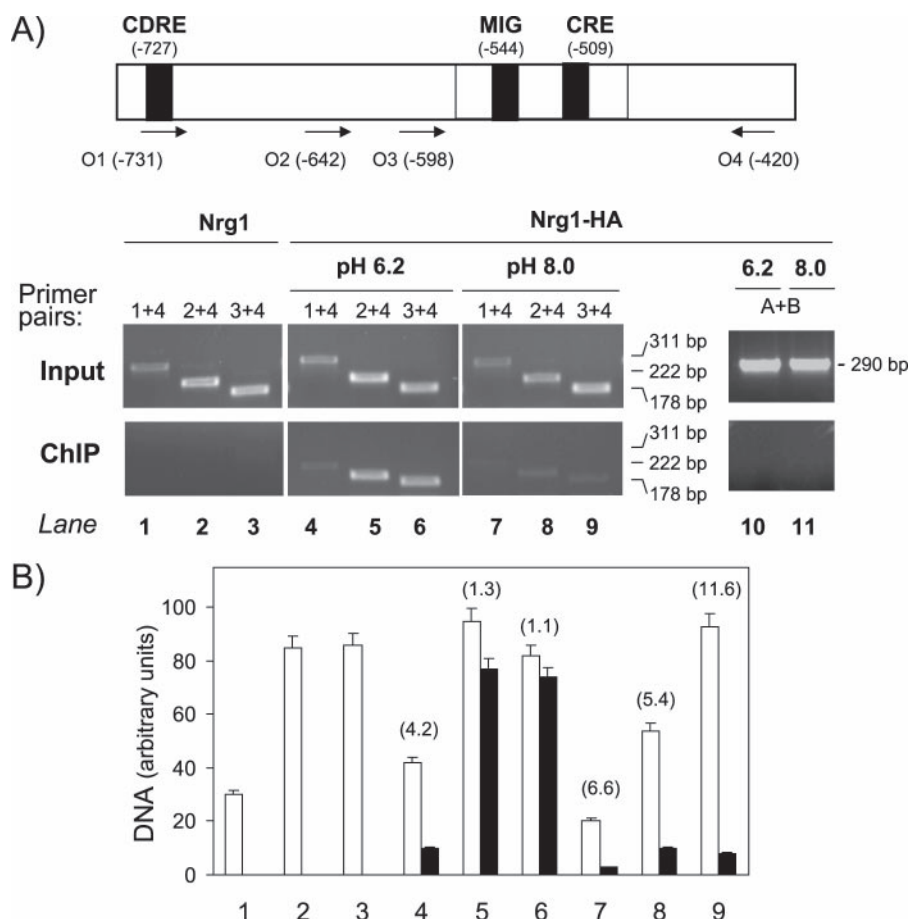 A)
CDRE MIG CRE
(-727) (-544) (-509)
O1 (-731) O2 (-642) O3 (-598) O4 (-420)
Nrg1 Nrg1-HA
pH 6.2 pH 8.0 6.2 8.0
Primer pairs: 1+4 2+4 3+4 1+4 2+4 3+4 1+4 2+4 3+4 A+B
Input 311 bp 222 bp 178 bp - 290 bp
ChIP 311 bp 222 bp 178 bp
Lane 1 2 3 4 5 6 7 8 9 10 11
B)
DNA (arbitrary units)
100
80
60
40
20
0
(4.2) (1.3) (1.1) (6.6) (5.4) (11.6)
1 2 3 4 5 6 7 8 9